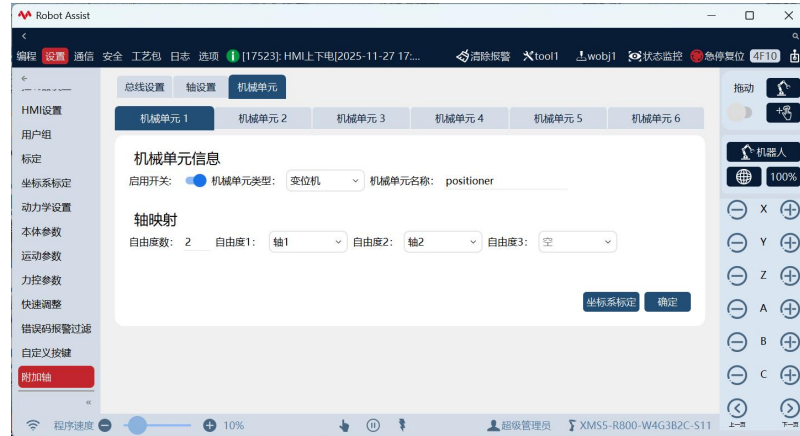 Robot Assist
编程 设置 通信 安全 工艺包 日志 选项 [17523]: HMI上下电[2025-11-27 17:... 清除报警 tool1 wobj1 状态监控 急停复位 4F10
总线设置 轴设置 机械单元
拖动
HMI设置
机械单元 1 机械单元 2 机械单元 3 机械单元 4 机械单元 5 机械单元 6
用户组
标定
机械单元信息
机器人
坐标系标定
启用开关: 机械单元类型: 变位机 机械单元名称: positioner
100%
动力学设置
本体参数
轴映射
X
运动参数
自由度数: 2 自由度1: 轴1 自由度2: 轴2 自由度3: 空
Y
力控参数
Z
快速调整
坐标系标定 确定
A
错误码报警过滤
B
自定义按键
附加轴
C
程序速度 10% 超级管理员 XMS5-R800-W4G3B2C-S11
上一页 下一页